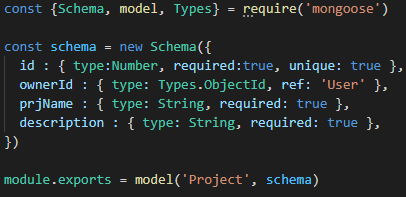 const {Schema, model, Types} = require('mongoose')
const schema = new Schema({
id : { type:Number, required:true, unique: true },
ownerId : { type: Types.ObjectId, ref: 'User' },
prjName : { type: String, required: true },
description : { type: String, required: true },
})
module.exports = model('Project', schema)